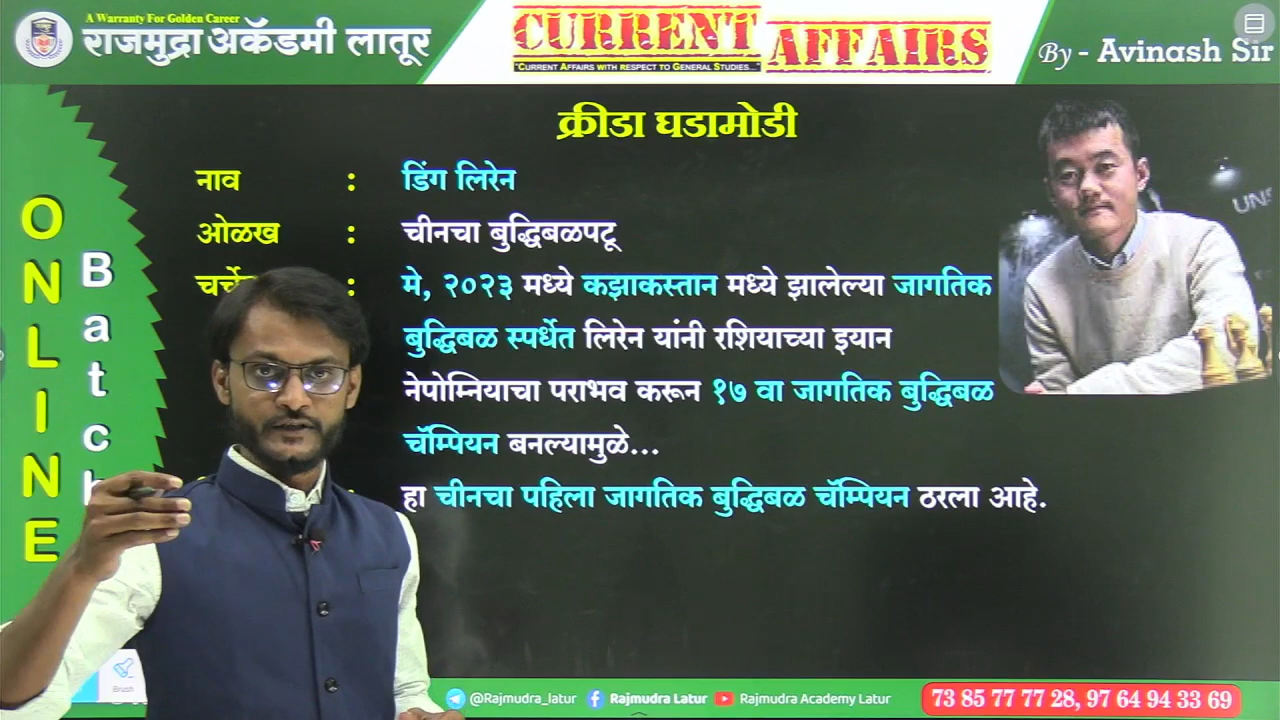 A Warranty For Golden Career
राजमुद्रा अकॅडमी लातूर
CURRENT AFFAIRS
"CURRENT AFFAIRS WITH RESPECT TO GENERAL STUDIES..."
By - Avinash Sir
ONLINE
Batch
क्रीडा घडामोडी
नाव : डिंग लिरेन
ओळख : चीनचा बुद्धिबळपटू
: मे, २०२३ मध्ये कझाकस्तान मध्ये झालेल्या जागतिक
बुद्धिबळ स्पर्धेत लिरेन यांनी रशियाच्या इयान
नेपोम्नियाचा पराभव करून १७ वा जागतिक बुद्धिबळ
चॅम्पियन बनल्यामुळे...
हा चीनचा पहिला जागतिक बुद्धिबळ चॅम्पियन ठरला आहे.
@Rajmudra_latur
Rajmudra Latur
Rajmudra Academy Latur
73 85 77 77 28, 97 64 94 33 69